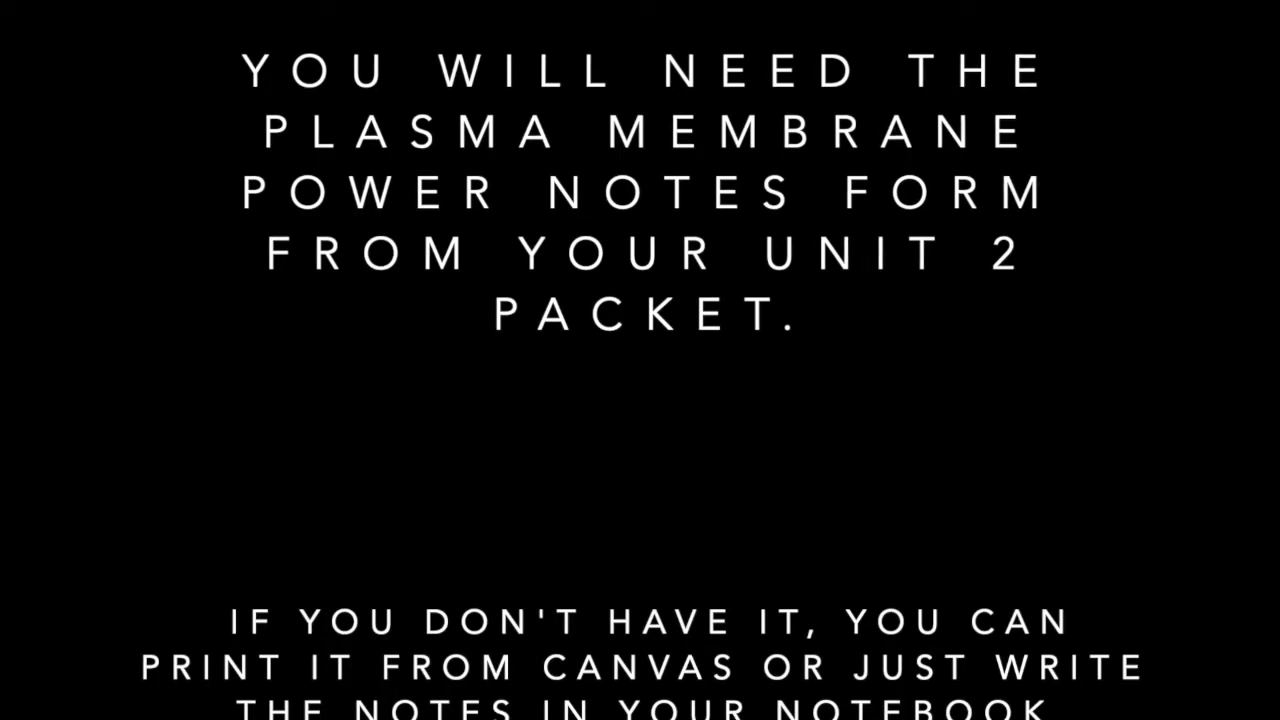 YOU WILL NEED THE
PLASMA MEMBRANE
POWER NOTES FORM
FROM YOUR UNIT 2
PACKET.
IF YOU DON'T HAVE IT, YOU CAN
PRINT IT FROM CANVAS OR JUST WRITE
THE NOTES IN YOUR NOTEBOOK